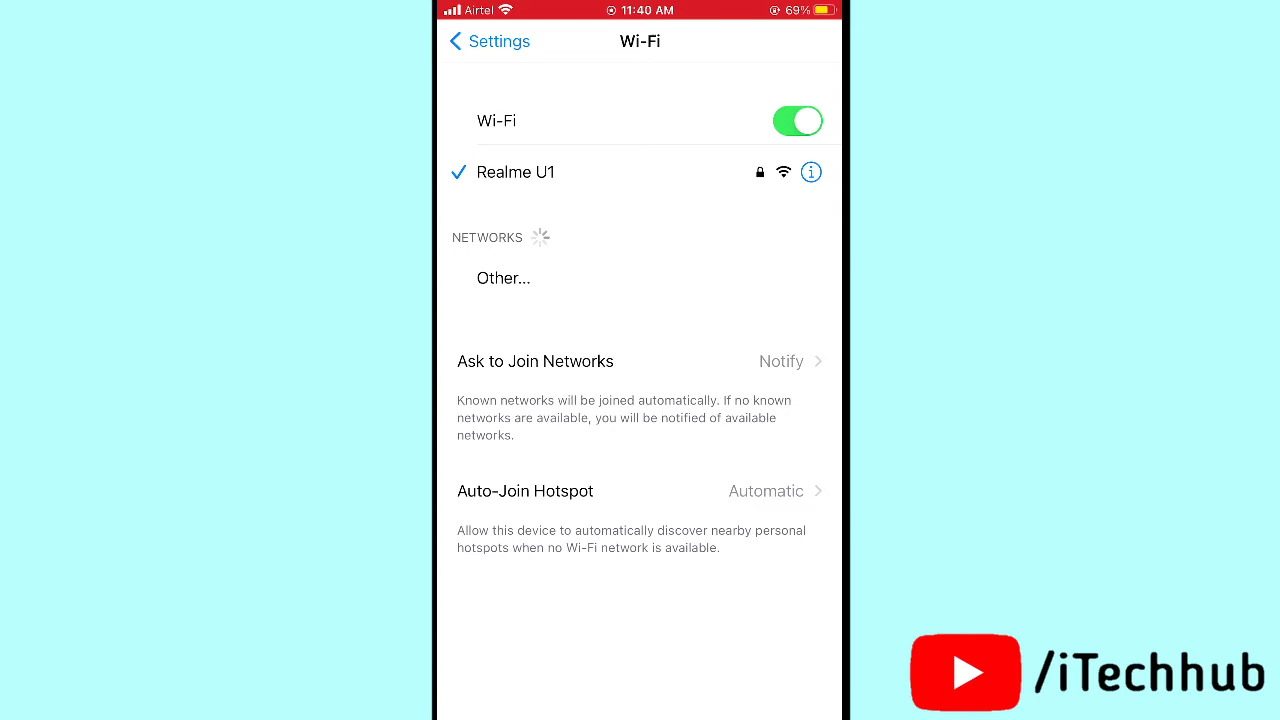 Airtel 11:40 AM 69%
Settings Wi-Fi
Wi-Fi
Realme U1
NETWORKS
Other...
Ask to Join Networks Notify
Known networks will be joined automatically. If no known
networks are available, you will be notified of available
networks.
Auto-Join Hotspot Automatic
Allow this device to automatically discover nearby personal
hotspots when no Wi-Fi network is available.
/iTechhub